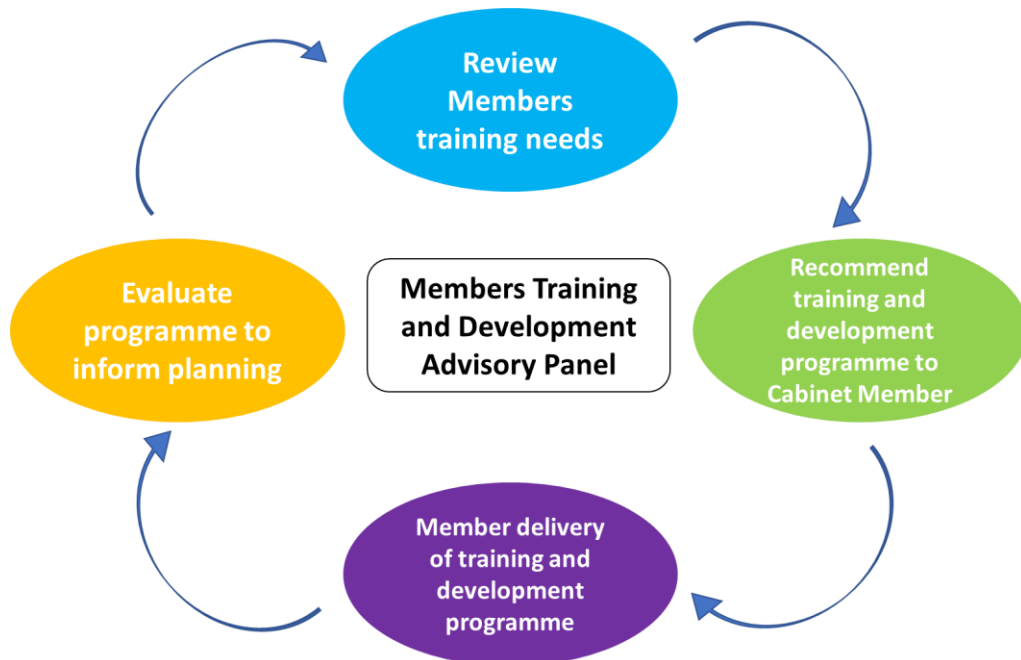 Review
Members
training needs
Evaluate
programme to
inform planning
Members Training
and Development
Advisory Panel
Recommend
training and
development
programme to
Cabinet Member
Member delivery
of training and
development
programme